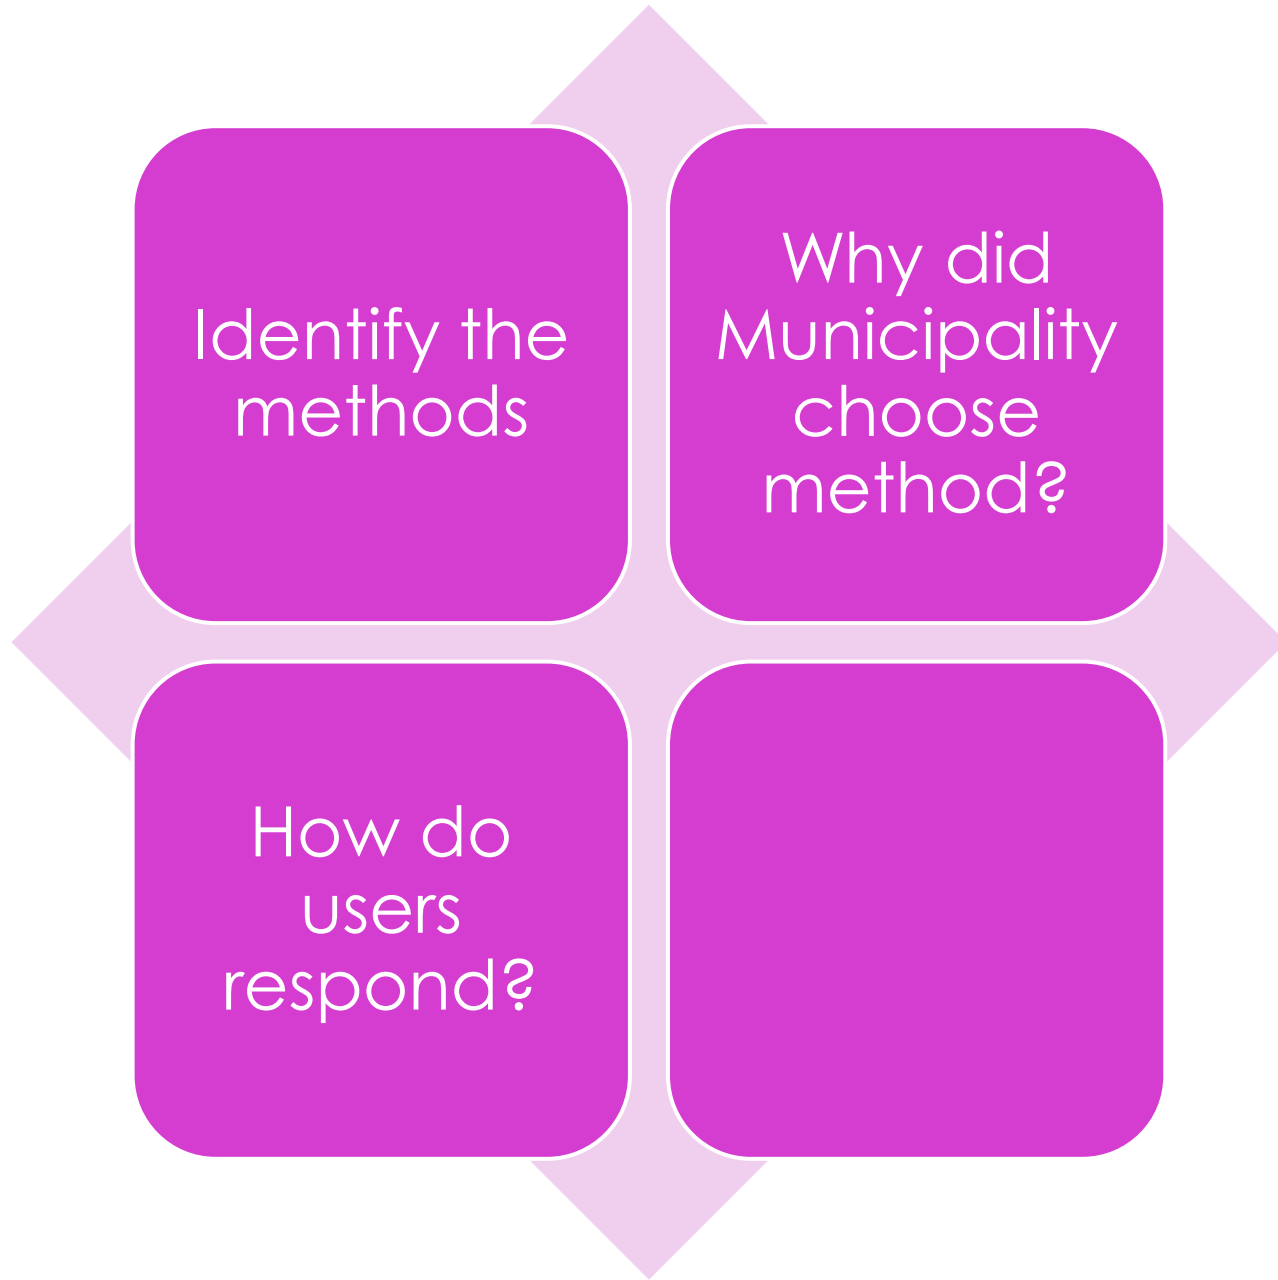 Identify the
methods
Why did
Municipality
choose
method?
How do
users
respond?